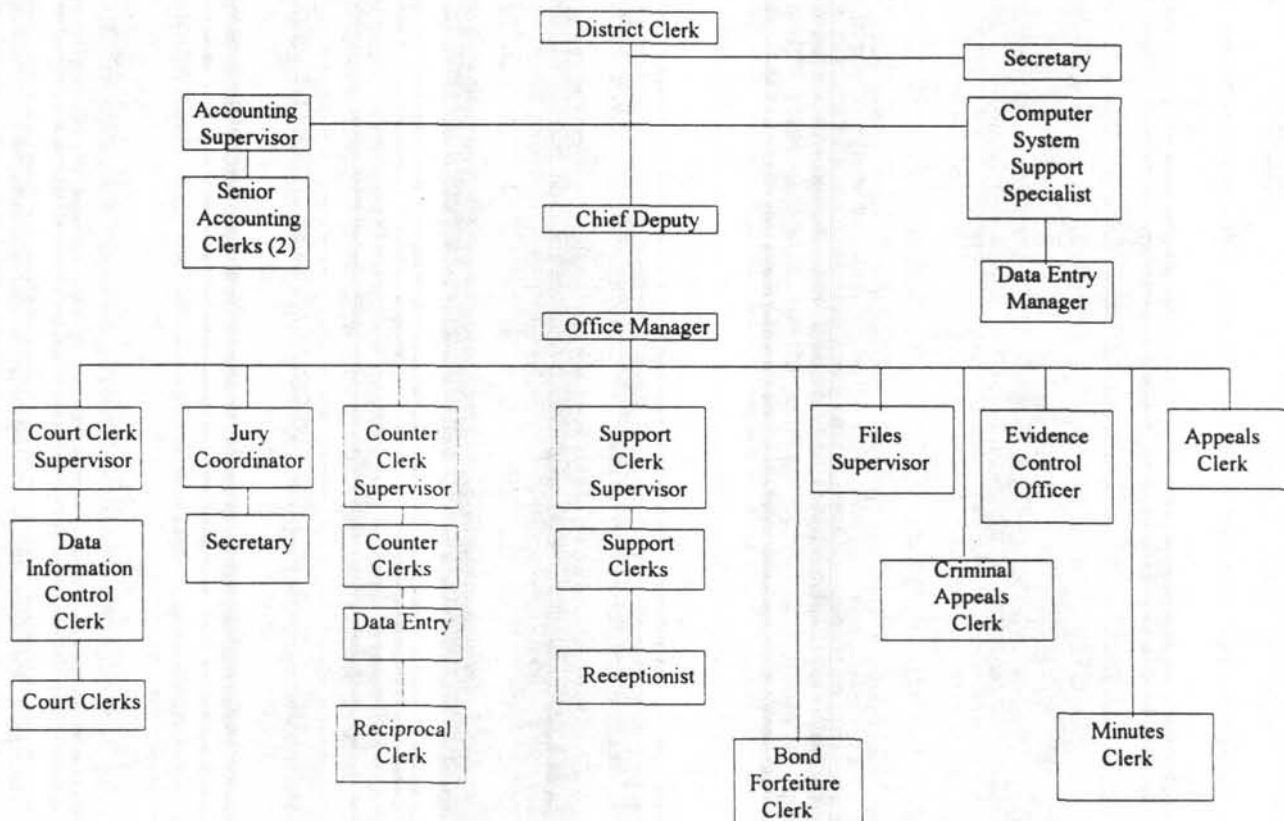 District Clerk
Secretary
Accounting
Supervisor
Computer
System
Support
Specialist
Senior
Accounting
Clerks (2)
Chief Deputy
Data Entry
Manager
Office Manager
Court Clerk
Supervisor
Jury
Coordinator
Counter
Clerk
Supervisor
Support
Clerk
Supervisor
Files
Supervisor
Evidence
Control
Officer
Appeals
Clerk
Data
Information
Control
Clerk
Secretary
Counter
Clerks
Support
Clerks
Criminal
Appeals
Clerk
Data Entry
Court Clerks
Receptionist
Reciprocal
Clerk
Minutes
Clerk
Bond
Forfeiture
Clerk